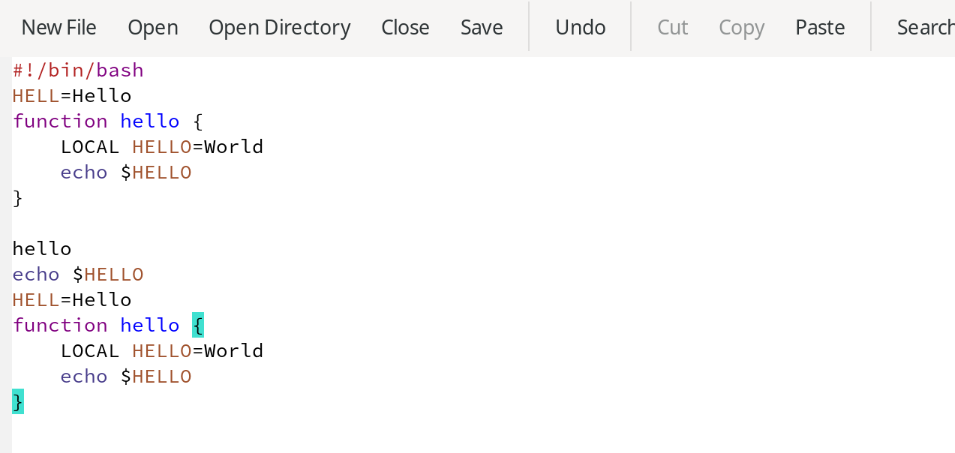 New File Open Open Directory Close Save Undo Cut Copy Paste Search
#!/bin/bash
HELL=Hello
function hello {
    LOCAL HELLO=World
    echo $HELLO
}

hello
echo $HELLO
HELL=Hello
function hello {
    LOCAL HELLO=World
    echo $HELLO
}